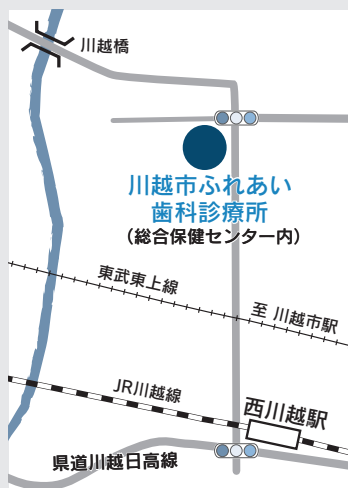 川越橋
川越市ふれあい
歯科診療所
（総合保健センター内）
東武東上線
至 川越市駅
JR川越線
西川越駅
県道川越日高線